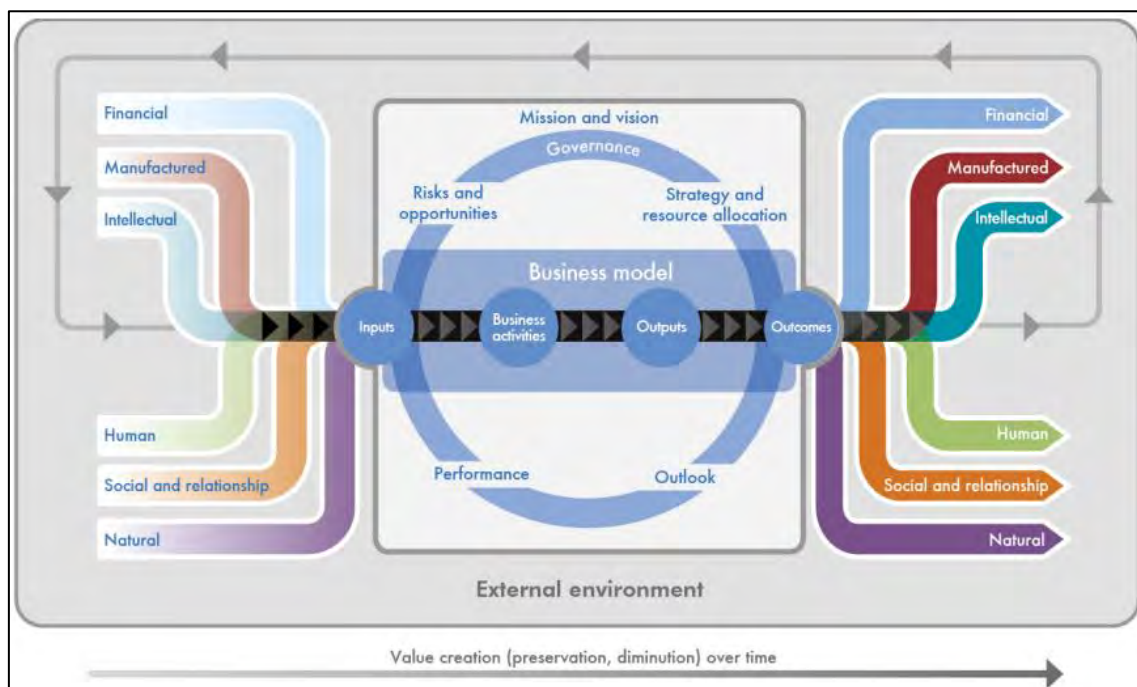 Financial
Manufactured
Intellectual
Human
Social and relationship
Natural
Mission and vision
Governance
Risks and
opportunities
Strategy and
resource allocation
Business model
Inputs
Business
activities
Outputs
Outcomes
Performance
Outlook
Financial
Manufactured
Intellectual
Human
Social and relationship
Natural
External environment
Value creation (preservation, diminution) over time